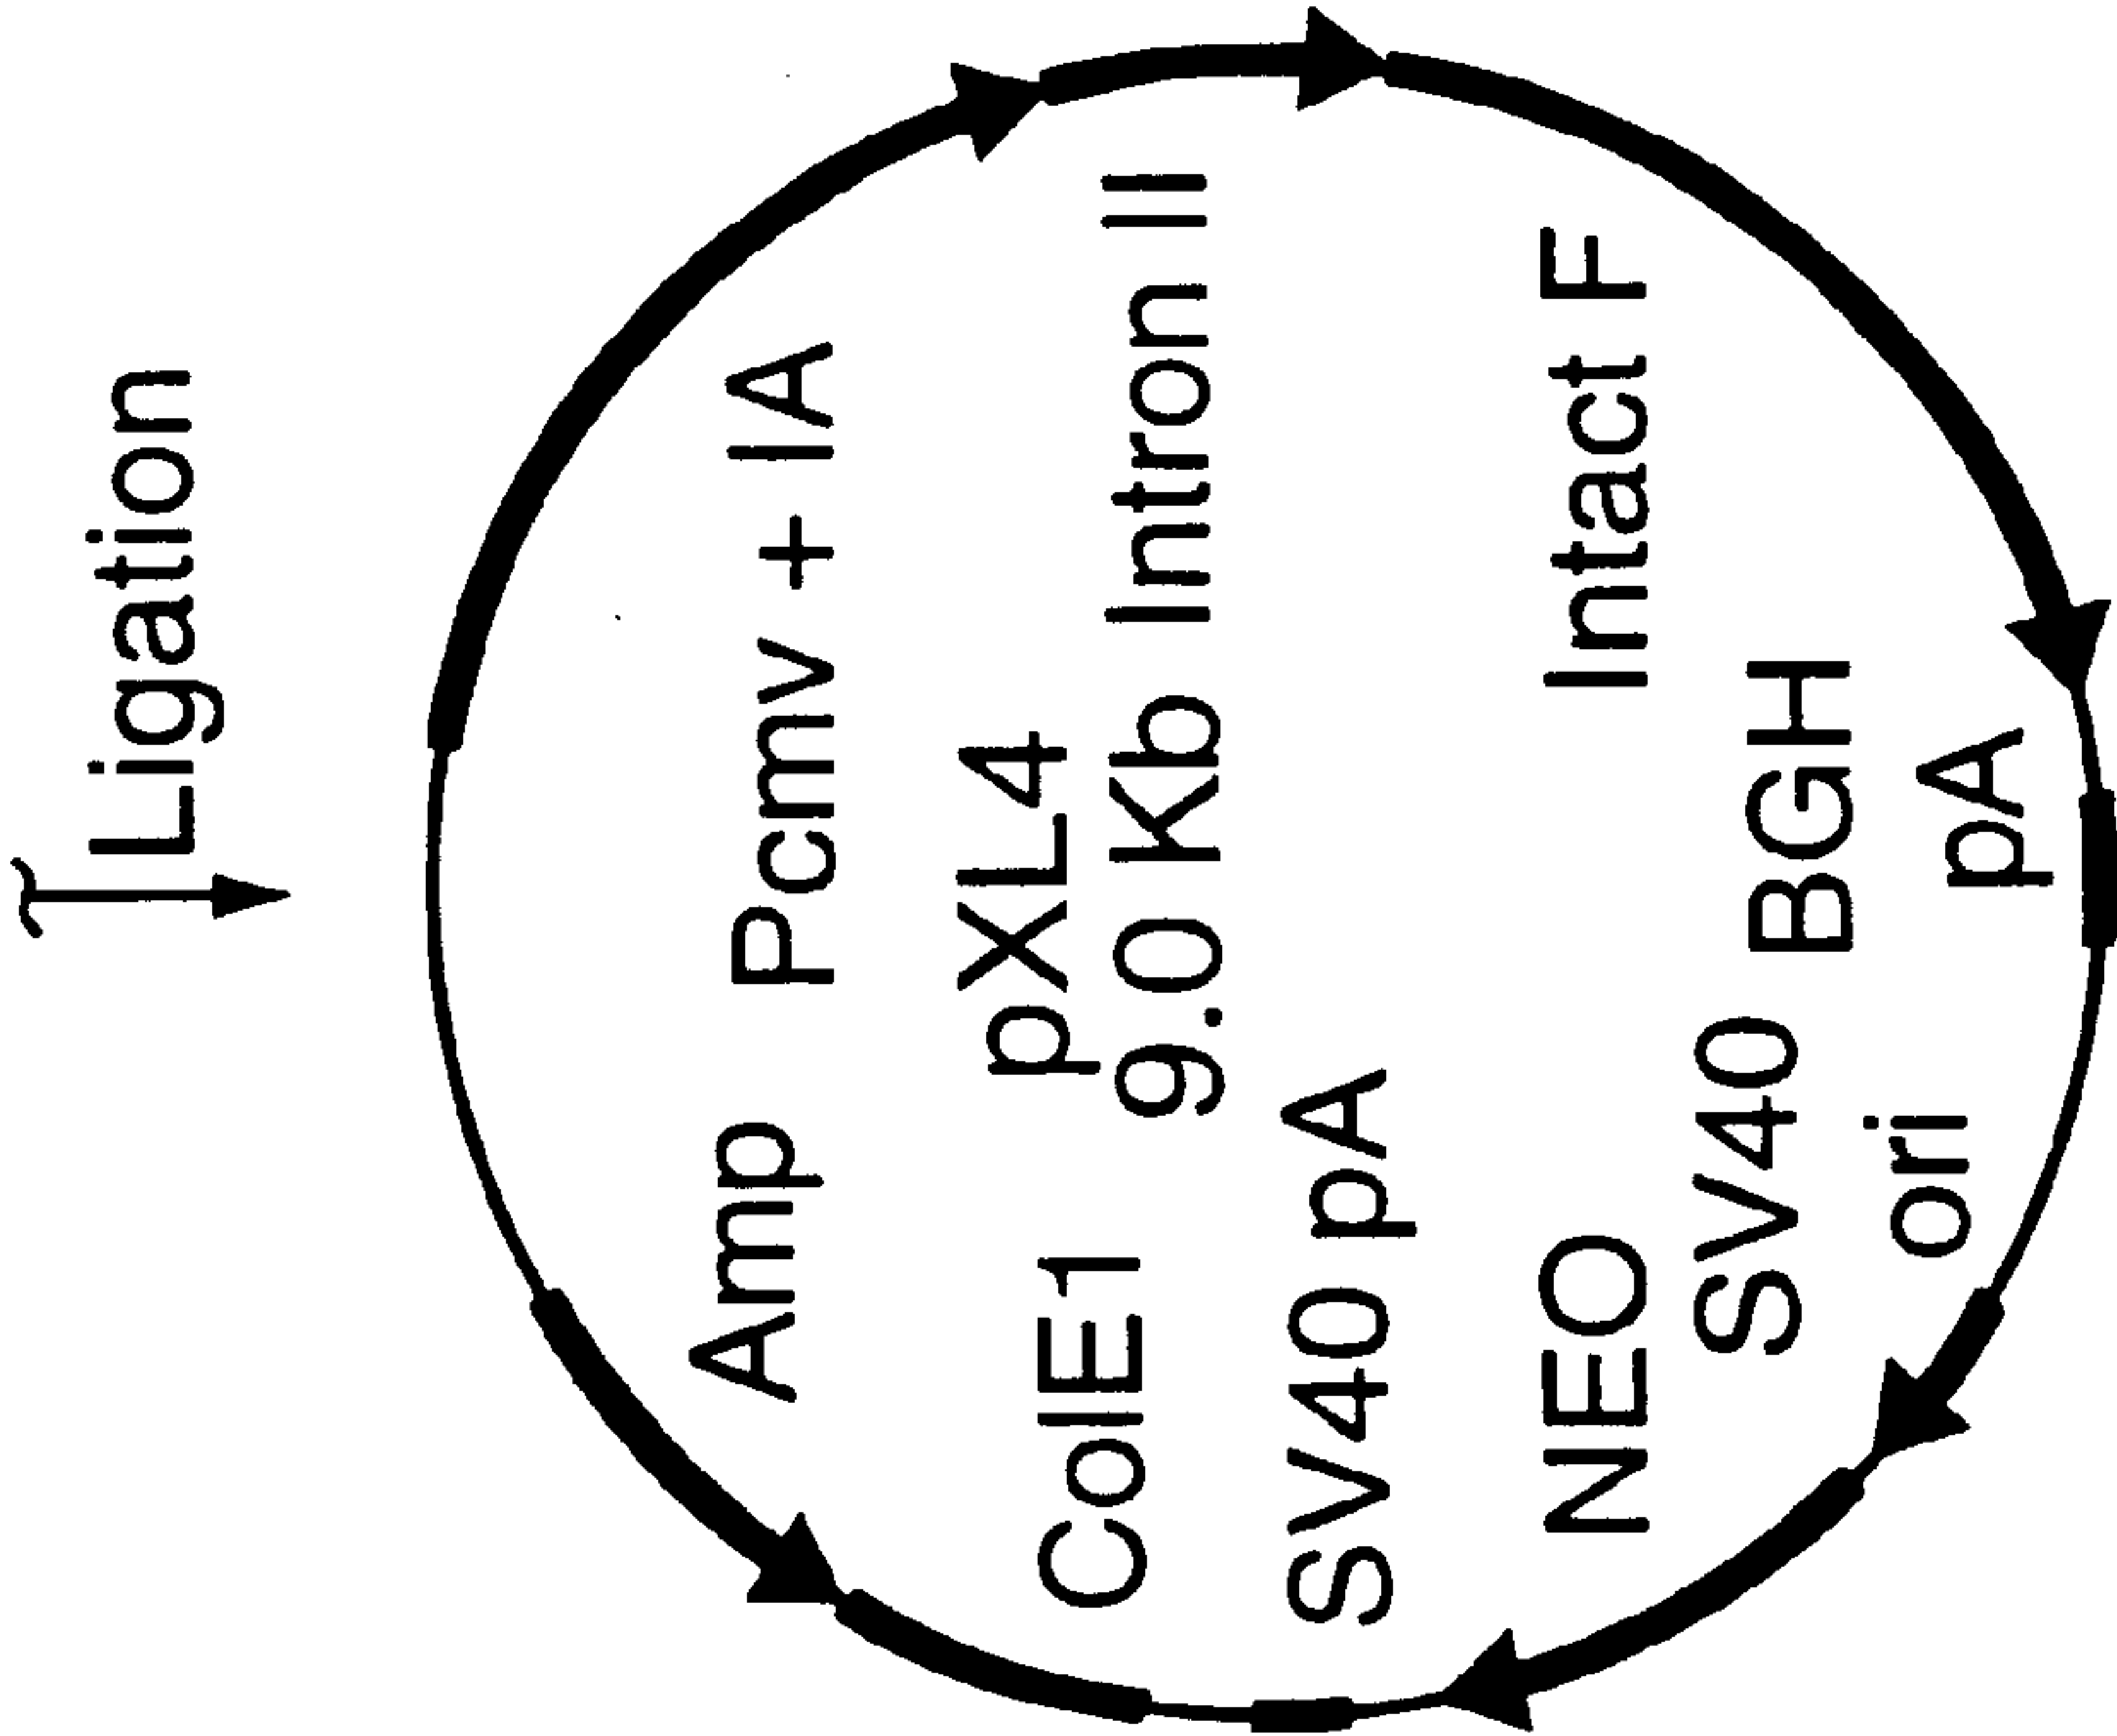 Ligation
Amp
Pcmv + IA
pXL4
9.0 Kb
ColE1
Intron II
SV40 pA
NEO
Intact F
SV40
ori
BGH
pA